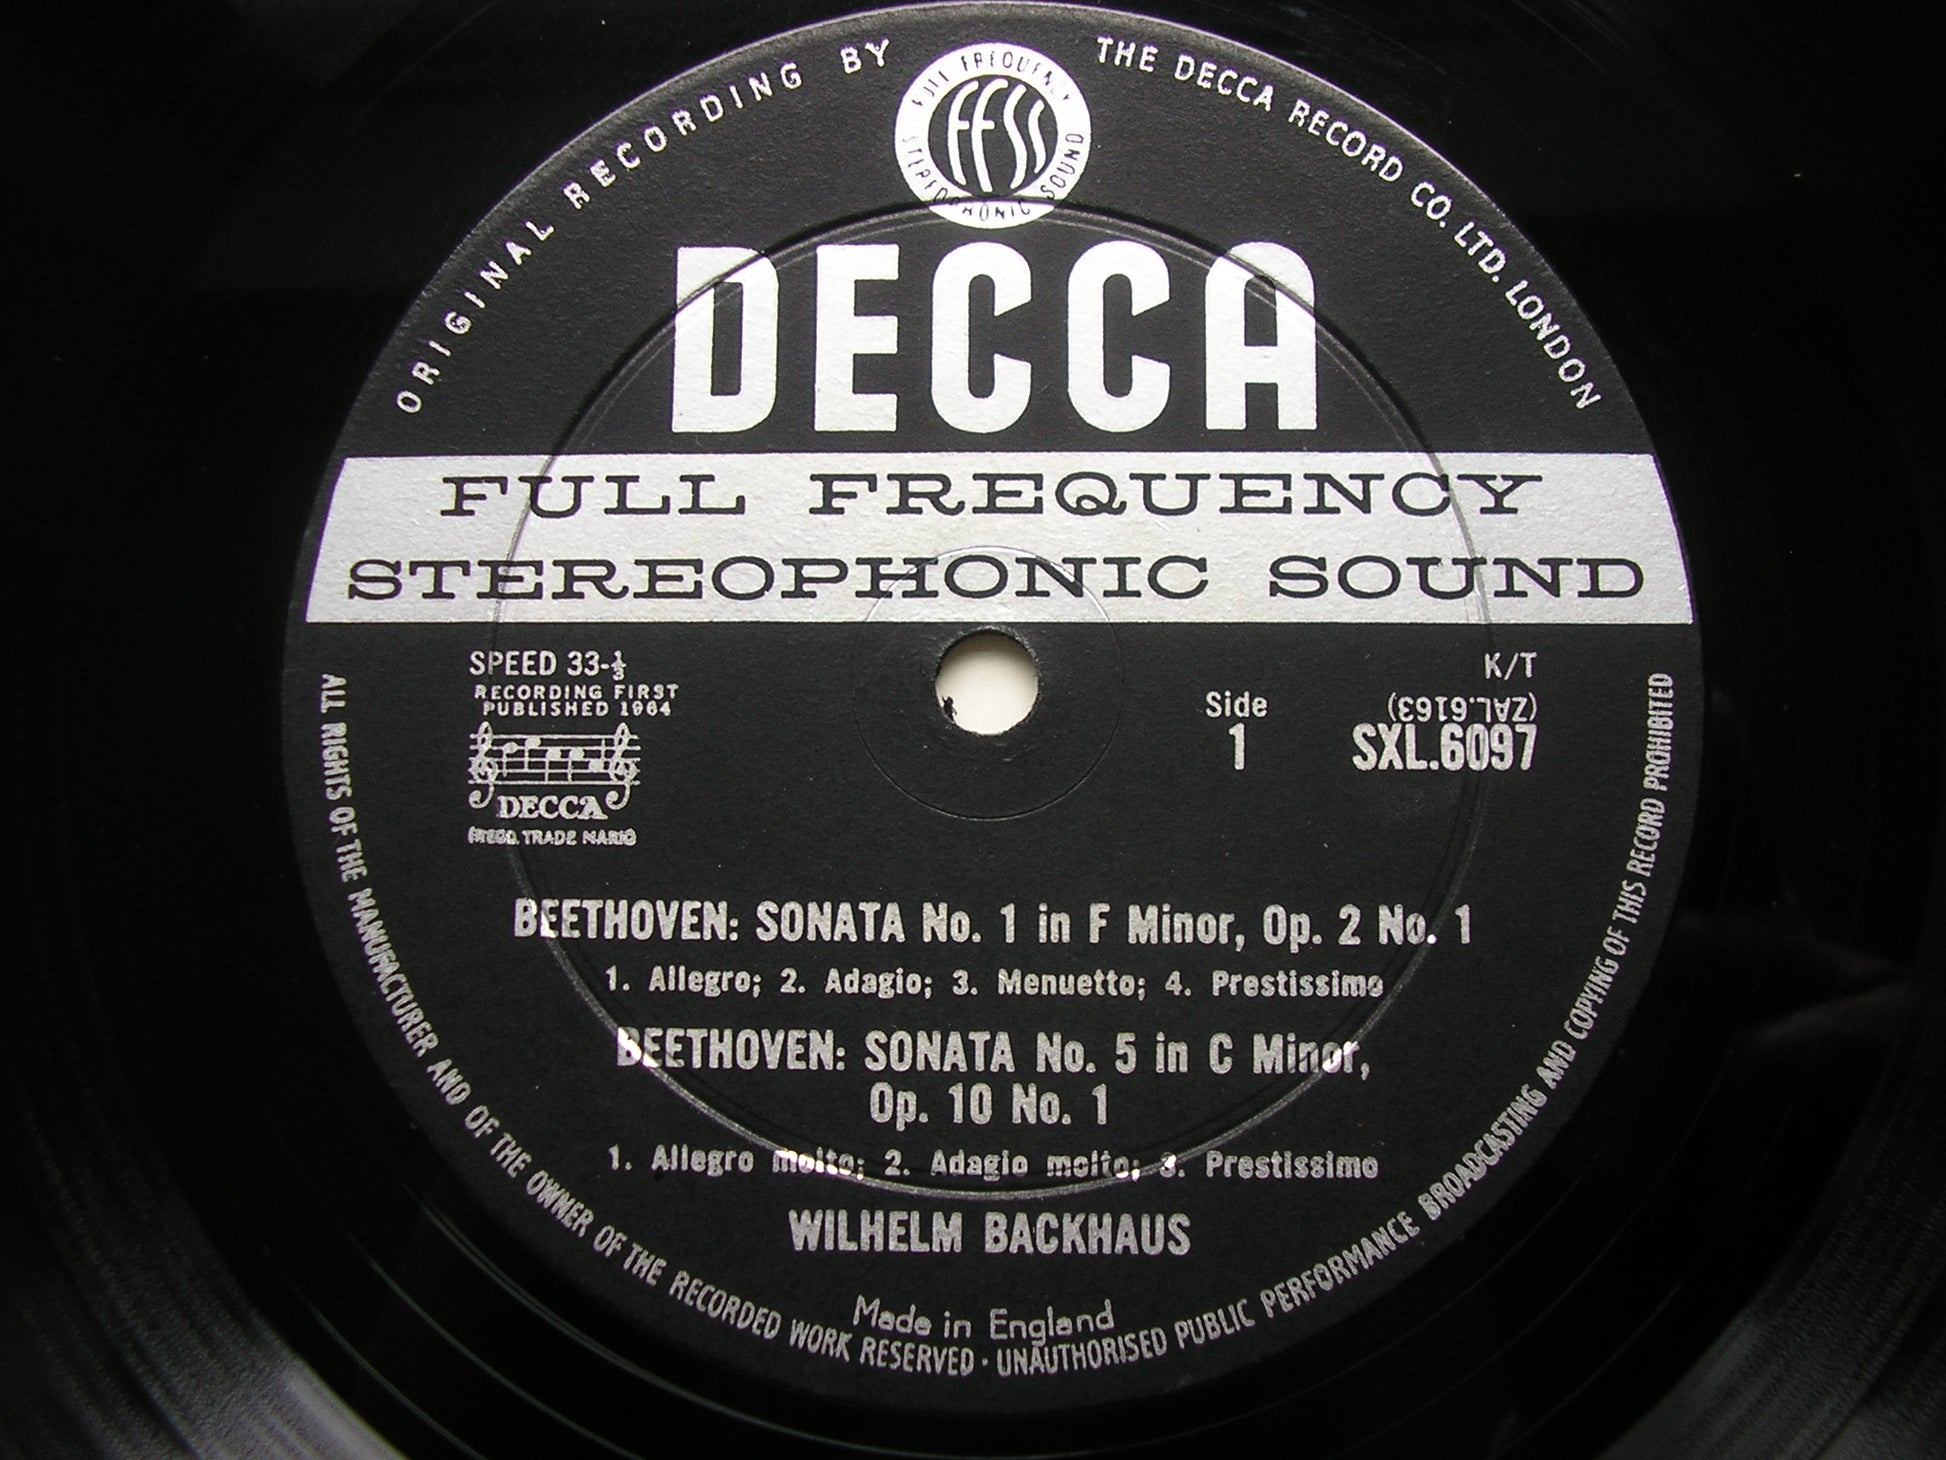 ORIGINAL RECORDING BY THE DECCA RECORD CO. LTD. LONDON
FULL FREQUENCY STEREOPHONIC SOUND
FFSS
DECCA
FULL FREQUENCY
STEREOPHONIC SOUND
SPEED 33-⅓
RECORDING FIRST
PUBLISHED 1964
DECCA
REGD. TRADE MARK
K/T
(ZAL.6163)
Side
1
SXL.6097
BEETHOVEN: SONATA No. 1 in F Minor, Op. 2 No. 1
1. Allegro; 2. Adagio; 3. Menuetto; 4. Prestissimo
BEETHOVEN: SONATA No. 5 in C Minor,
Op. 10 No. 1
1. Allegro molto; 2. Adagio molto; 3. Prestissimo
WILHELM BACKHAUS
Made in England
ALL RIGHTS OF THE MANUFACTURER AND OF THE OWNER OF THE RECORDED WORK RESERVED · UNAUTHORISED PUBLIC PERFORMANCE BROADCASTING AND COPYING OF THIS RECORD PROHIBITED